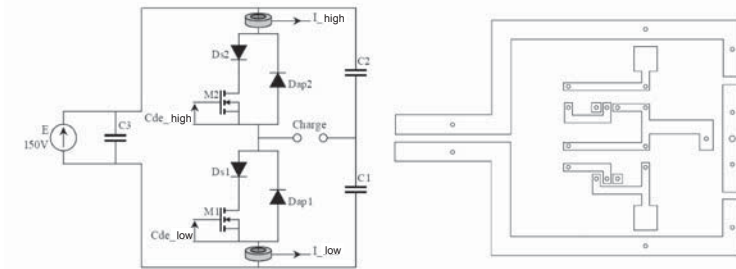 I_high
Ds2
C2
M2
Dap2
Cde_high
E
150V
C3
Charge
C1
Ds1
M1
Dap1
Cde_low
I_low